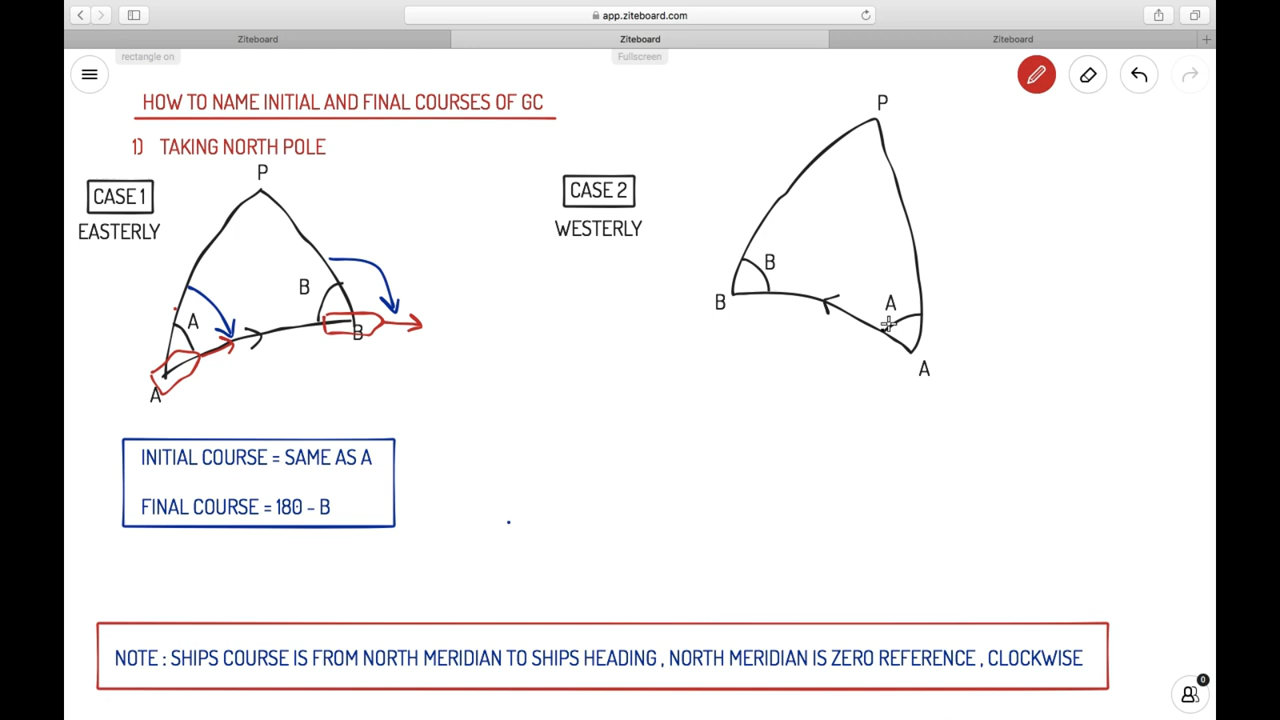 app.ziteboard.com
Ziteboard
Ziteboard
Ziteboard
rectangle on
Fullscreen
HOW TO NAME INITIAL AND FINAL COURSES OF GC
1) TAKING NORTH POLE
CASE 1
EASTERLY
P
A
B
B
A
CASE 2
WESTERLY
P
B
B
A
A
INITIAL COURSE = SAME AS A
FINAL COURSE = 180 - B
NOTE : SHIPS COURSE IS FROM NORTH MERIDIAN TO SHIPS HEADING , NORTH MERIDIAN IS ZERO REFERENCE , CLOCKWISE
0